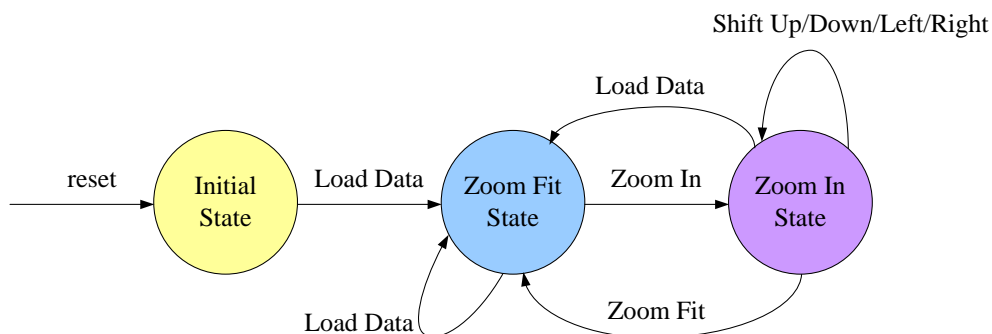 Shift Up/Down/Left/Right
Load Data
reset
Initial
State
Load Data
Zoom Fit
State
Zoom In
Zoom In
State
Load Data
Zoom Fit